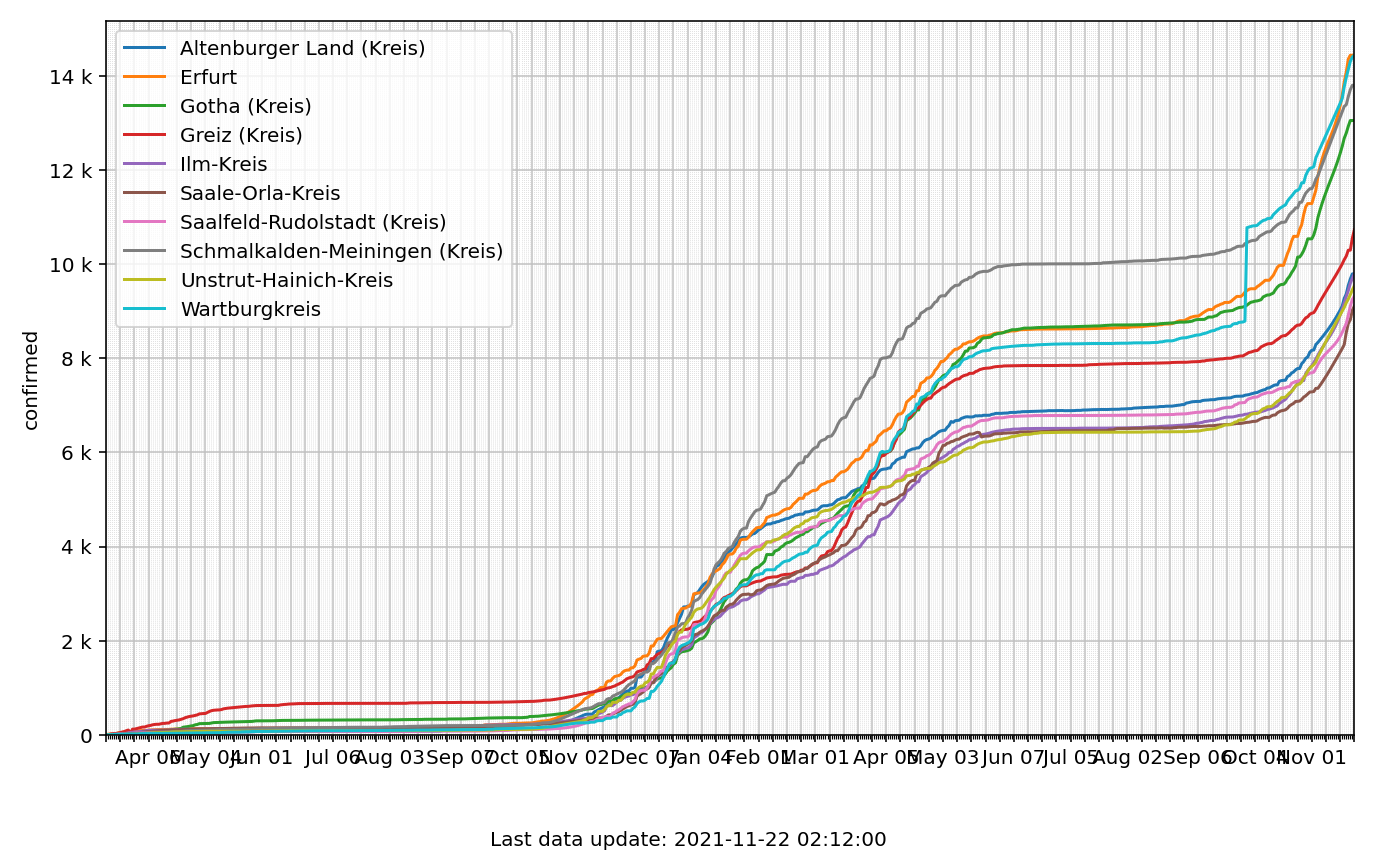 Altenburger Land (Kreis)
Erfurt
Gotha (Kreis)
Greiz (Kreis)
Ilm-Kreis
Saale-Orla-Kreis
Saalfeld-Rudolstadt (Kreis)
Schmalkalden-Meiningen (Kreis)
Unstrut-Hainich-Kreis
Wartburgkreis
14 k
12 k
10 k
8 k
6 k
4 k
2 k
0
confirmed
Apr 06 May 04 Jun 01 Jul 06 Aug 03 Sep 07 Oct 05 Nov 02 Dec 07 Jan 04 Feb 01 Mar 01 Apr 05 May 03 Jun 07 Jul 05 Aug 02 Sep 06 Oct 04 Nov 01
Last data update: 2021-11-22 02:12:00